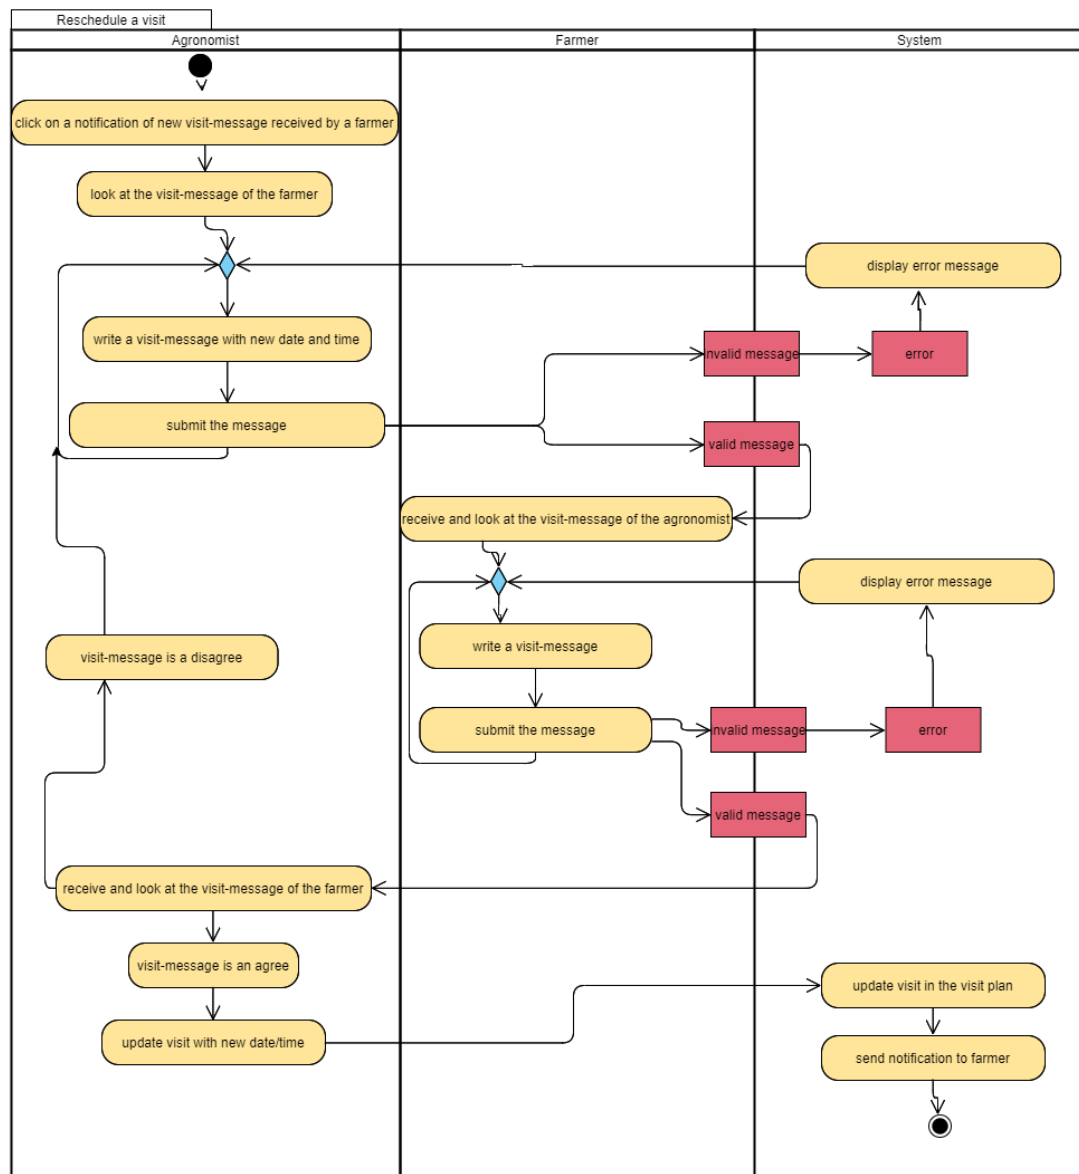 Reschedule a visit
Agronomist
Farmer
System
click on a notification of new visit-message received by a farmer
look at the visit-message of the farmer
display error message
write a visit-message with new date and time
nvalid message
error
submit the message
valid message
receive and look at the visit-message of the agronomist
display error message
write a visit-message
visit-message is a disagree
submit the message
nvalid message
error
valid message
receive and look at the visit-message of the farmer
visit-message is an agree
update visit in the visit plan
update visit with new date/time
send notification to farmer